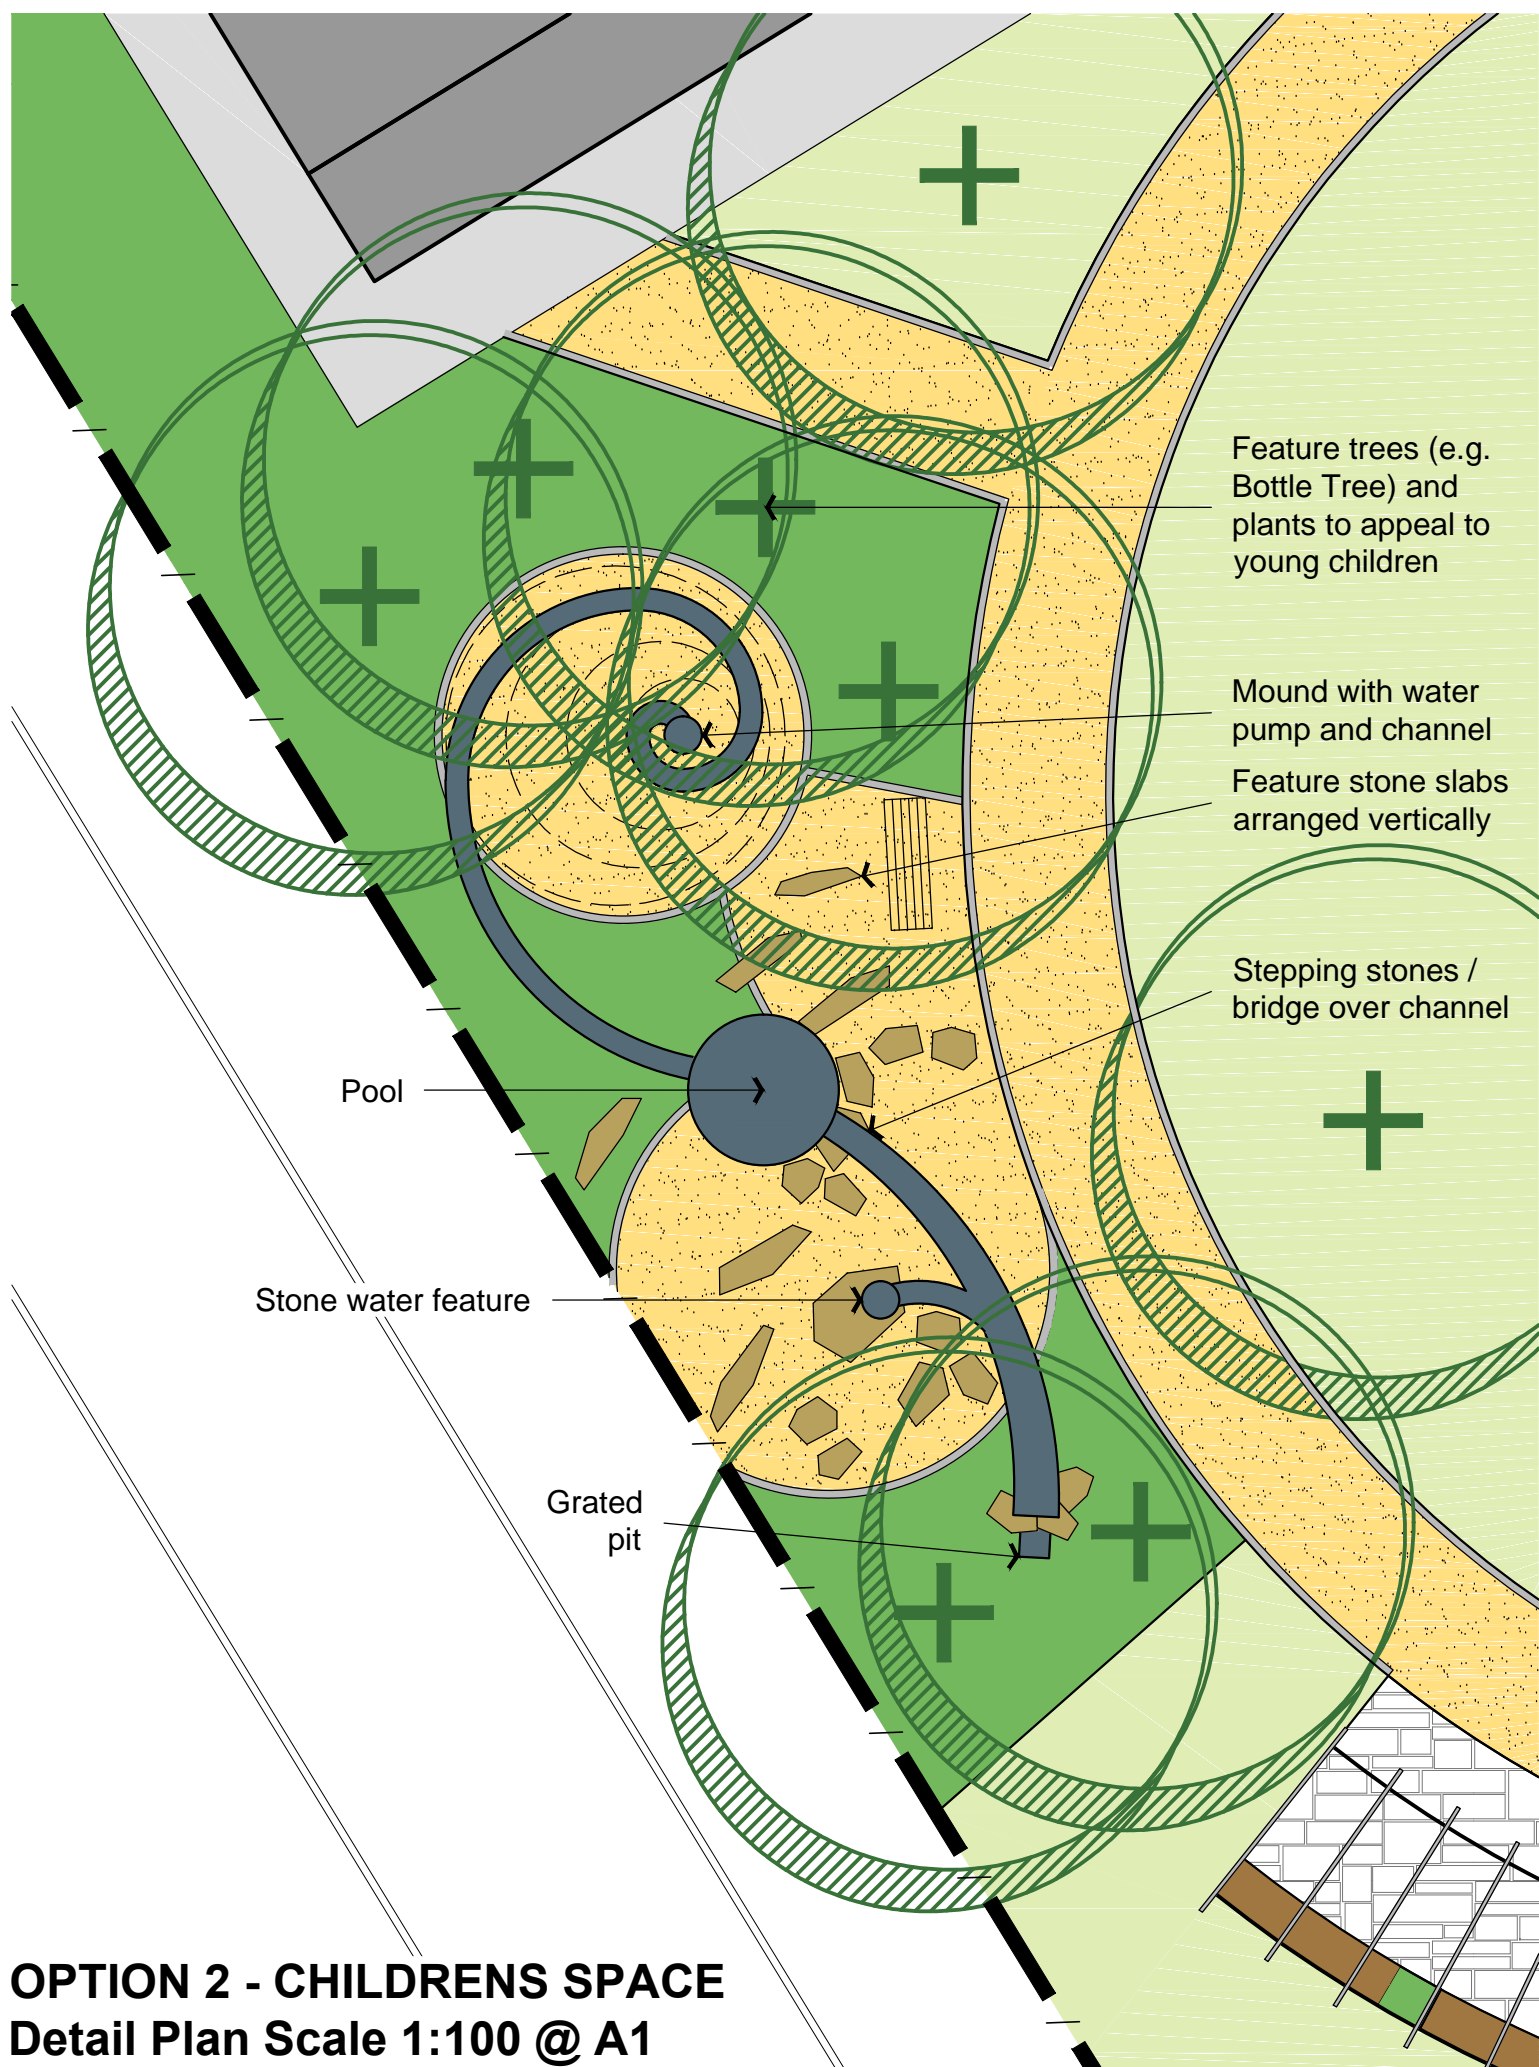 Feature trees (e.g.
Bottle Tree) and
plants to appeal to
young children
Mound with water
pump and channel
Feature stone slabs
arranged vertically
Stepping stones /
bridge over channel
Pool
Stone water feature
Grated
pit
OPTION 2 - CHILDRENS SPACE
Detail Plan Scale 1:100 @ A1